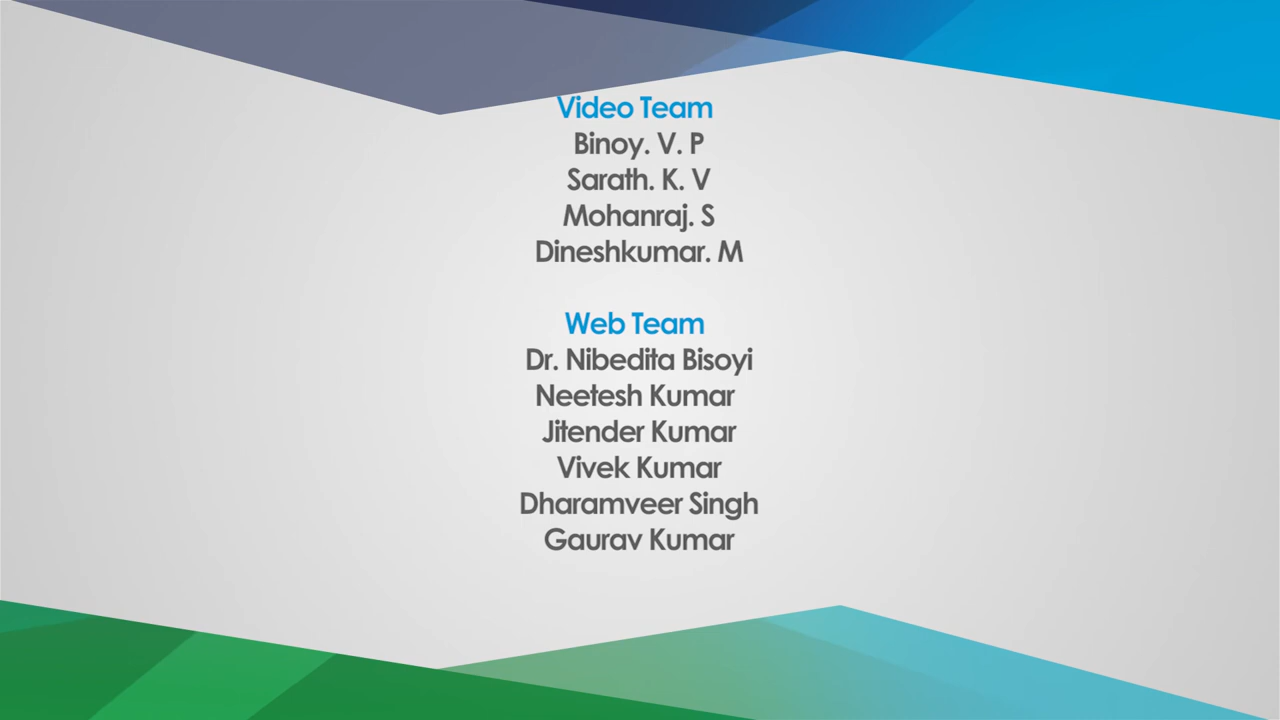 Video Team
Binoy. V. P
Sarath. K. V
Mohanraj. S
Dineshkumar. M
Web Team
Dr. Nibedita Bisoyi
Neetesh Kumar
Jitender Kumar
Vivek Kumar
Dharamveer Singh
Gaurav Kumar